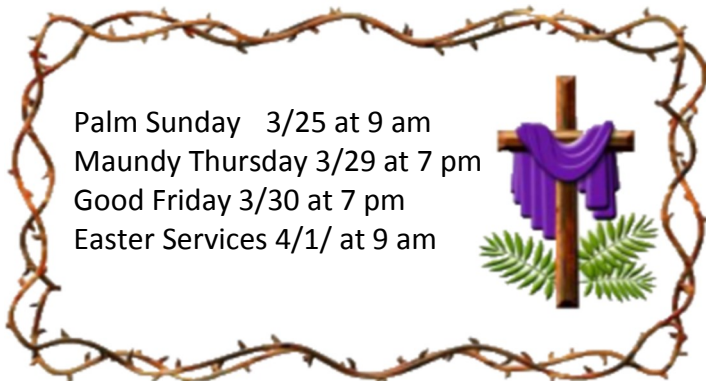 Palm Sunday   3/25 at 9 am
Maundy Thursday 3/29 at 7 pm
Good Friday 3/30 at 7 pm
Easter Services 4/1/ at 9 am